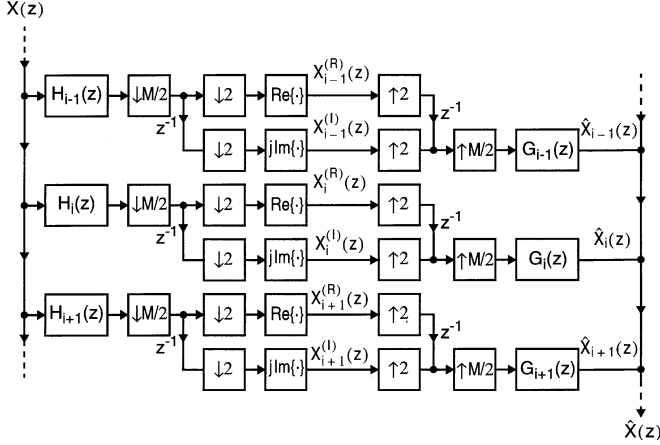 X(z)
H_{i-1}(z) ↓M/2 ↓2 Re{·} X_{i-1}^{(R)}(z) ↑2
z^{-1} ↓2 jIm{·} X_{i-1}^{(I)}(z) ↑2 z^{-1} ↑M/2 G_{i-1}(z) X̂_{i-1}(z)
H_i(z) ↓M/2 ↓2 Re{·} X_i^{(R)}(z) ↑2
z^{-1} ↓2 jIm{·} X_i^{(I)}(z) ↑2 z^{-1} ↑M/2 G_i(z) X̂_i(z)
H_{i+1}(z) ↓M/2 ↓2 Re{·} X_{i+1}^{(R)}(z) ↑2
z^{-1} ↓2 jIm{·} X_{i+1}^{(I)}(z) ↑2 z^{-1} ↑M/2 G_{i+1}(z) X̂_{i+1}(z)
X̂(z)